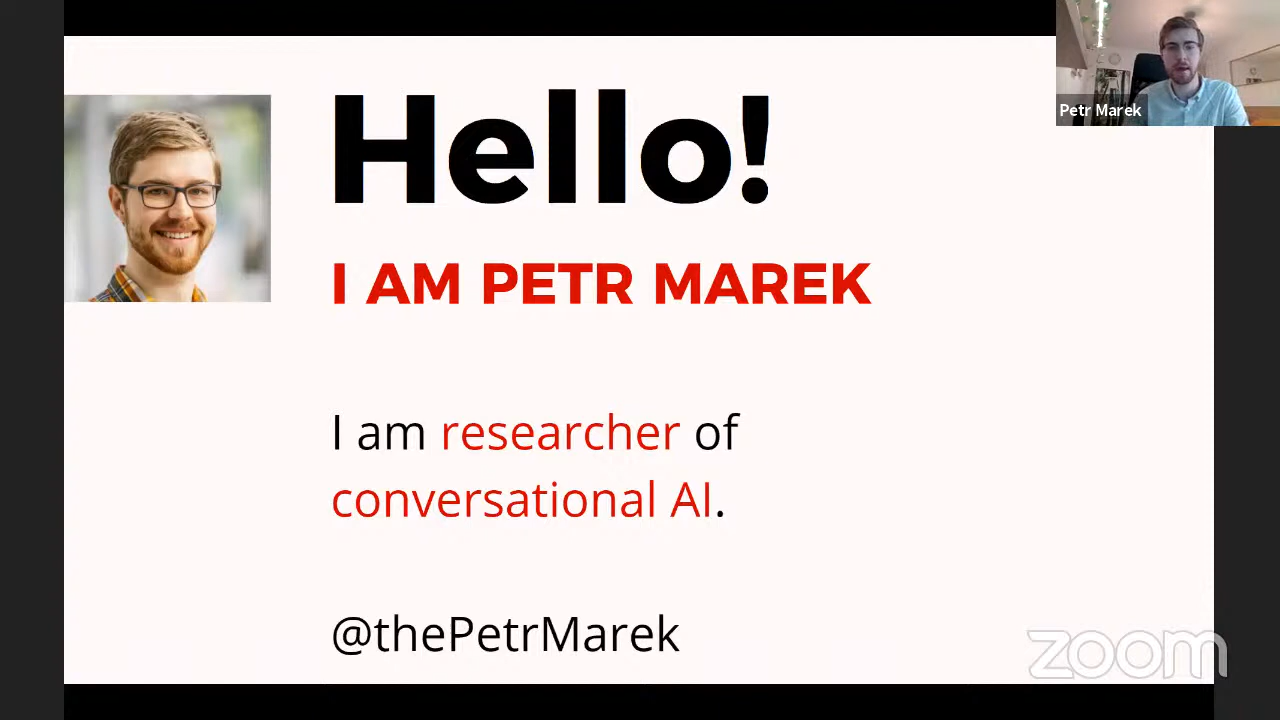 Hello!
I AM PETR MAREK
I am researcher of
conversational AI.
@thePetrMarek
Petr Marek
zoom